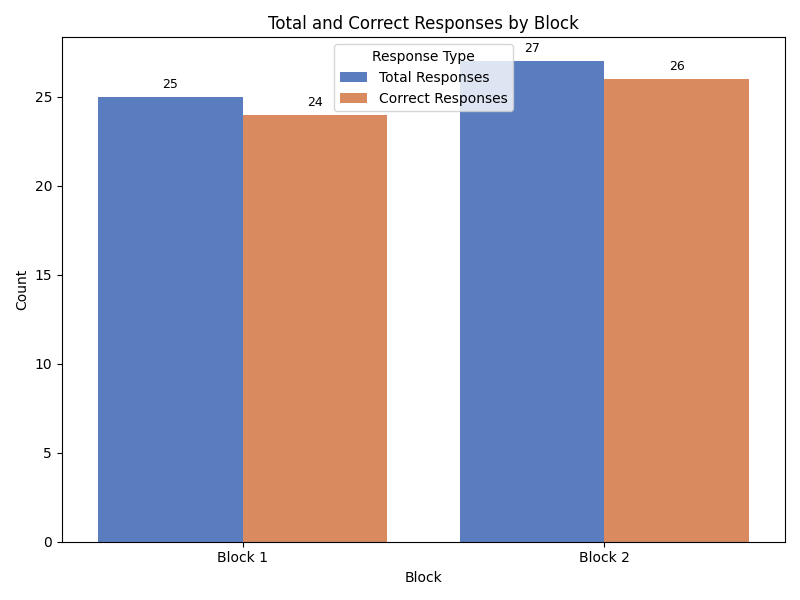 Total and Correct Responses by Block
Response Type
Total Responses
Correct Responses
25
24
27
26
25
20
15
10
5
0
Count
Block 1
Block 2
Block